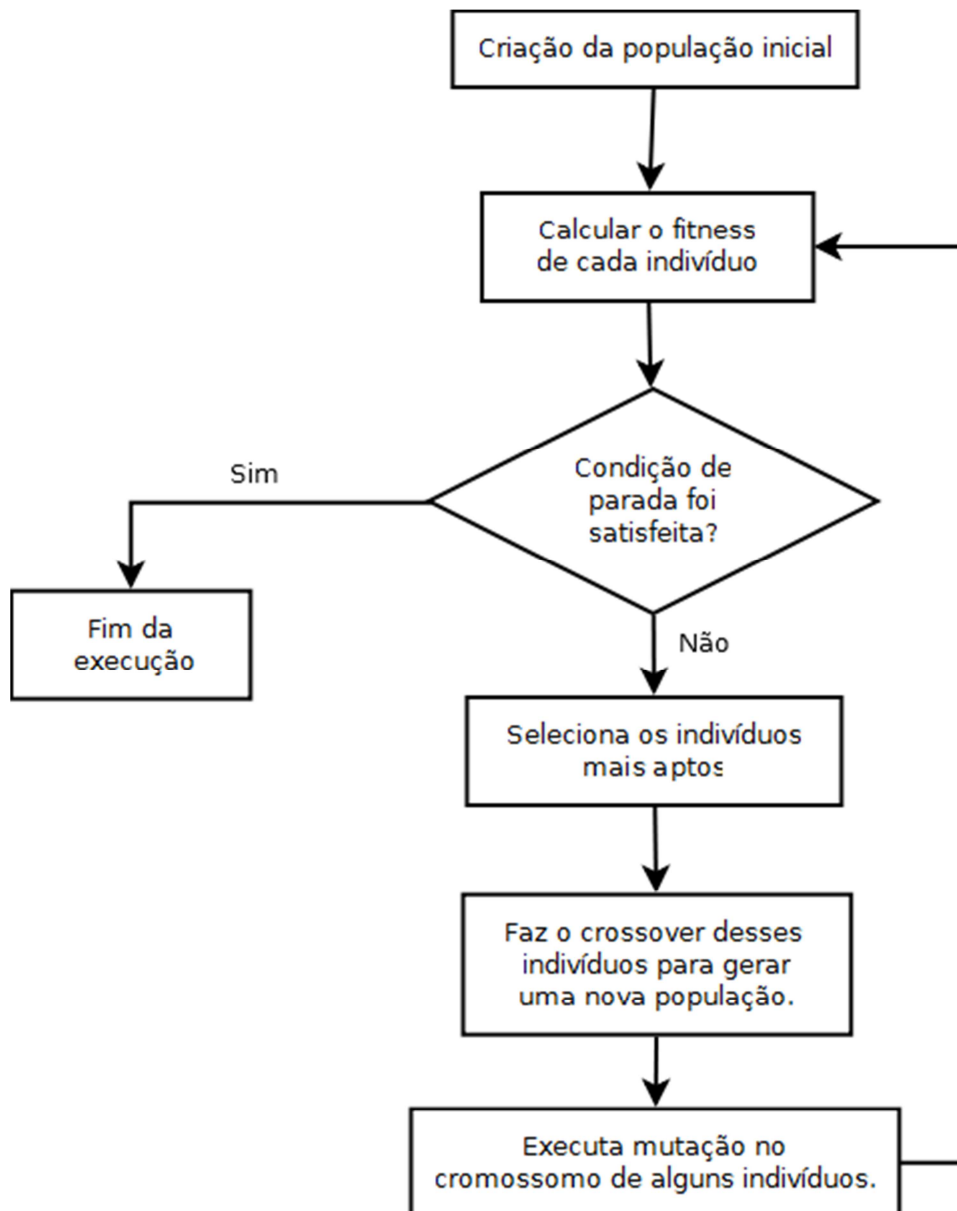 Criação da população inicial
Calcular o fitness
de cada indivíduo
Condição de
parada foi
satisfeita?
Sim
Fim da
execução
Não
Seleciona os indivíduos
mais aptos
Faz o crossover desses
indivíduos para gerar
uma nova população.
Executa mutação no
cromossomo de alguns indivíduos.